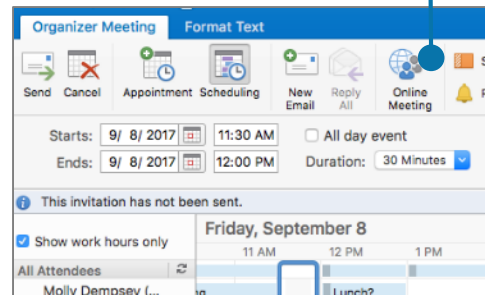 Organizer Meeting Format Text
Send Cancel Appointment Scheduling New Email Reply All Online Meeting
Starts: 9/ 8/ 2017 11:30 AM All day event
Ends: 9/ 8/ 2017 12:00 PM Duration: 30 Minutes
This invitation has not been sent.
Show work hours only
Friday, September 8
11 AM 12 PM 1 PM
All Attendees
Molly Dempsey (... Lunch?